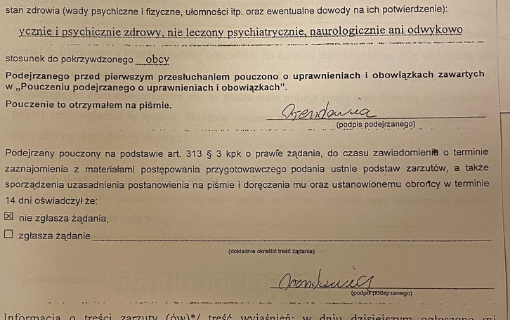 stan zdrowia (wady psychiczne i fizyczne, ułomności itp. oraz ewentualne dowody na ich potwierdzenie):
ycznie i psychicznie zdrowy, nie leczony psychiatrycznie, naurologicznie ani odwykowo
stosunek do pokrzywdzonego obcy
Podejrzanego przed pierwszym przesłuchaniem pouczono o uprawnieniach i obowiązkach zawartych
w „Pouczeniu podejrzanego o uprawnieniach i obowiązkach".
Pouczenie to otrzymałem na piśmie.
(podpis podejrzanego)
Podejrzany pouczony na podstawie art. 313 § 3 kpk o prawie żądania, do czasu zawiadomienia o terminie
zaznajomienia z materiałami postępowania przygotowawczego podania ustnie podstaw zarzutów, a także
sporządzenia uzasadnienia postanowienia na piśmie i doręczenia mu oraz ustanowionemu obrońcy w terminie
14 dni oświadczył że:
☒ nie zgłasza żądania,
☐ zgłasza żądanie
(dokładnie określić treść żądania)
(podpis podejrzanego)
Informacja o treści zarzutu (ów)*/ treść wyjaśnień: w dniu dzisiejszym ogłoszono mi